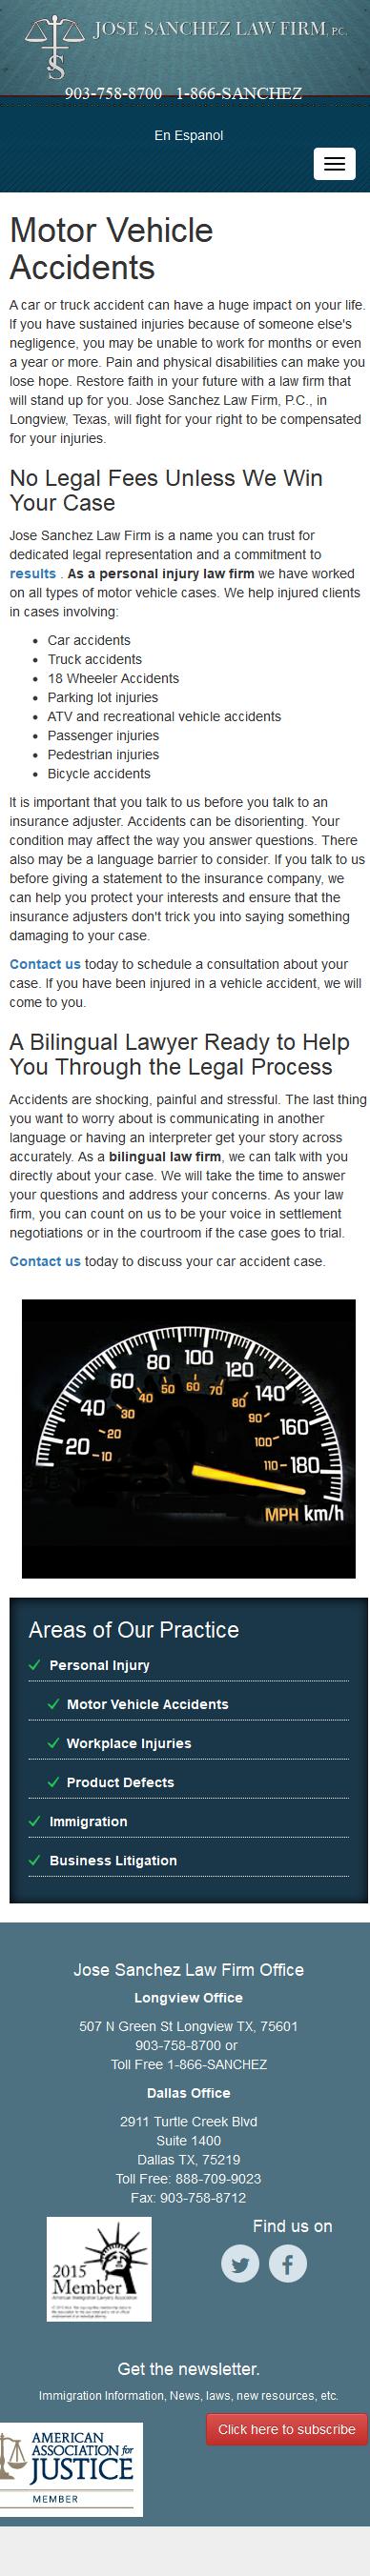 JOSE SANCHEZ LAW FIRM, P.C.
JSS
903-758-8700 1-866-SANCHEZ
En Espanol
Motor Vehicle
Accidents
A car or truck accident can have a huge impact on your life.
If you have sustained injuries because of someone else's
negligence, you may be unable to work for months or even
a year or more. Pain and physical disabilities can make you
lose hope. Restore faith in your future with a law firm that
will stand up for you. Jose Sanchez Law Firm, P.C., in
Longview, Texas, will fight for your right to be compensated
for your injuries.
No Legal Fees Unless We Win
Your Case
Jose Sanchez Law Firm is a name you can trust for
dedicated legal representation and a commitment to
results . As a personal injury law firm we have worked
on all types of motor vehicle cases. We help injured clients
in cases involving:
• Car accidents
• Truck accidents
• 18 Wheeler Accidents
• Parking lot injuries
• ATV and recreational vehicle accidents
• Passenger injuries
• Pedestrian injuries
• Bicycle accidents
It is important that you talk to us before you talk to an
insurance adjuster. Accidents can be disorienting. Your
condition may affect the way you answer questions. There
also may be a language barrier to consider. If you talk to us
before giving a statement to the insurance company, we
can help you protect your interests and ensure that the
insurance adjusters don't trick you into saying something
damaging to your case.
Contact us today to schedule a consultation about your
case. If you have been injured in a vehicle accident, we will
come to you.
A Bilingual Lawyer Ready to Help
You Through the Legal Process
Accidents are shocking, painful and stressful. The last thing
you want to worry about is communicating in another
language or having an interpreter get your story across
accurately. As a bilingual law firm, we can talk with you
directly about your case. We will take the time to answer
your questions and address your concerns. As your law
firm, you can count on us to be your voice in settlement
negotiations or in the courtroom if the case goes to trial.
Contact us today to discuss your car accident case.
20 40 60 80 100 120 140 160 180
10 20 30 40 50 60 70 80 90 100 110
MPH km/h
Areas of Our Practice
Personal Injury
Motor Vehicle Accidents
Workplace Injuries
Product Defects
Immigration
Business Litigation
Jose Sanchez Law Firm Office
Longview Office
507 N Green St Longview TX, 75601
903-758-8700 or
Toll Free 1-866-SANCHEZ
Dallas Office
2911 Turtle Creek Blvd
Suite 1400
Dallas TX, 75219
Toll Free: 888-709-9023
Fax: 903-758-8712
2015
Member
American Immigration Lawyers Association
Find us on
Get the newsletter.
Immigration Information, News, laws, new resources, etc.
Click here to subscribe
AMERICAN
ASSOCIATION for
JUSTICE
MEMBER